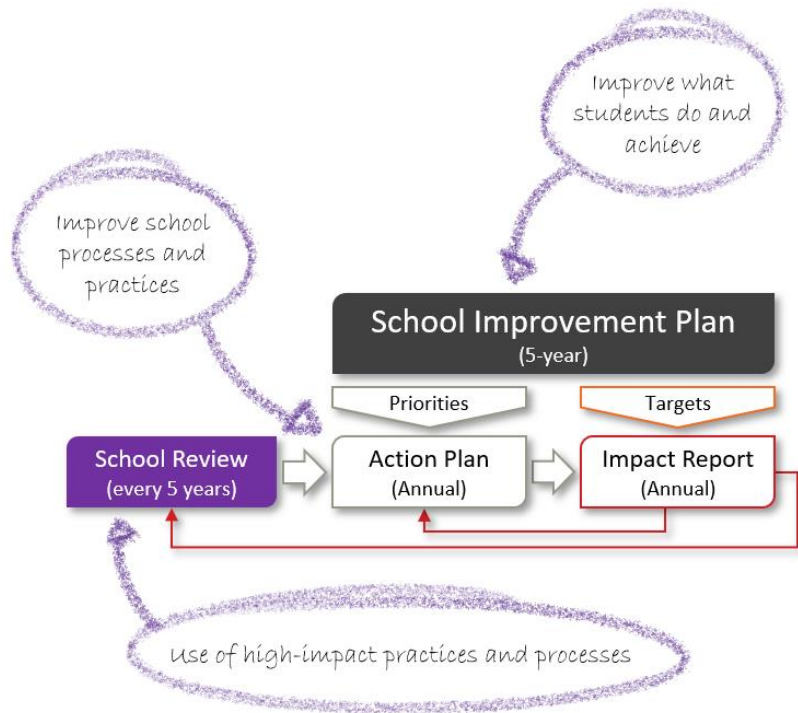 Improve what
students do and
achieve
Improve school
processes and
practices
School Improvement Plan
(5-year)
Priorities
Targets
School Review
(every 5 years)
Action Plan
(Annual)
Impact Report
(Annual)
Use of high-impact practices and processes